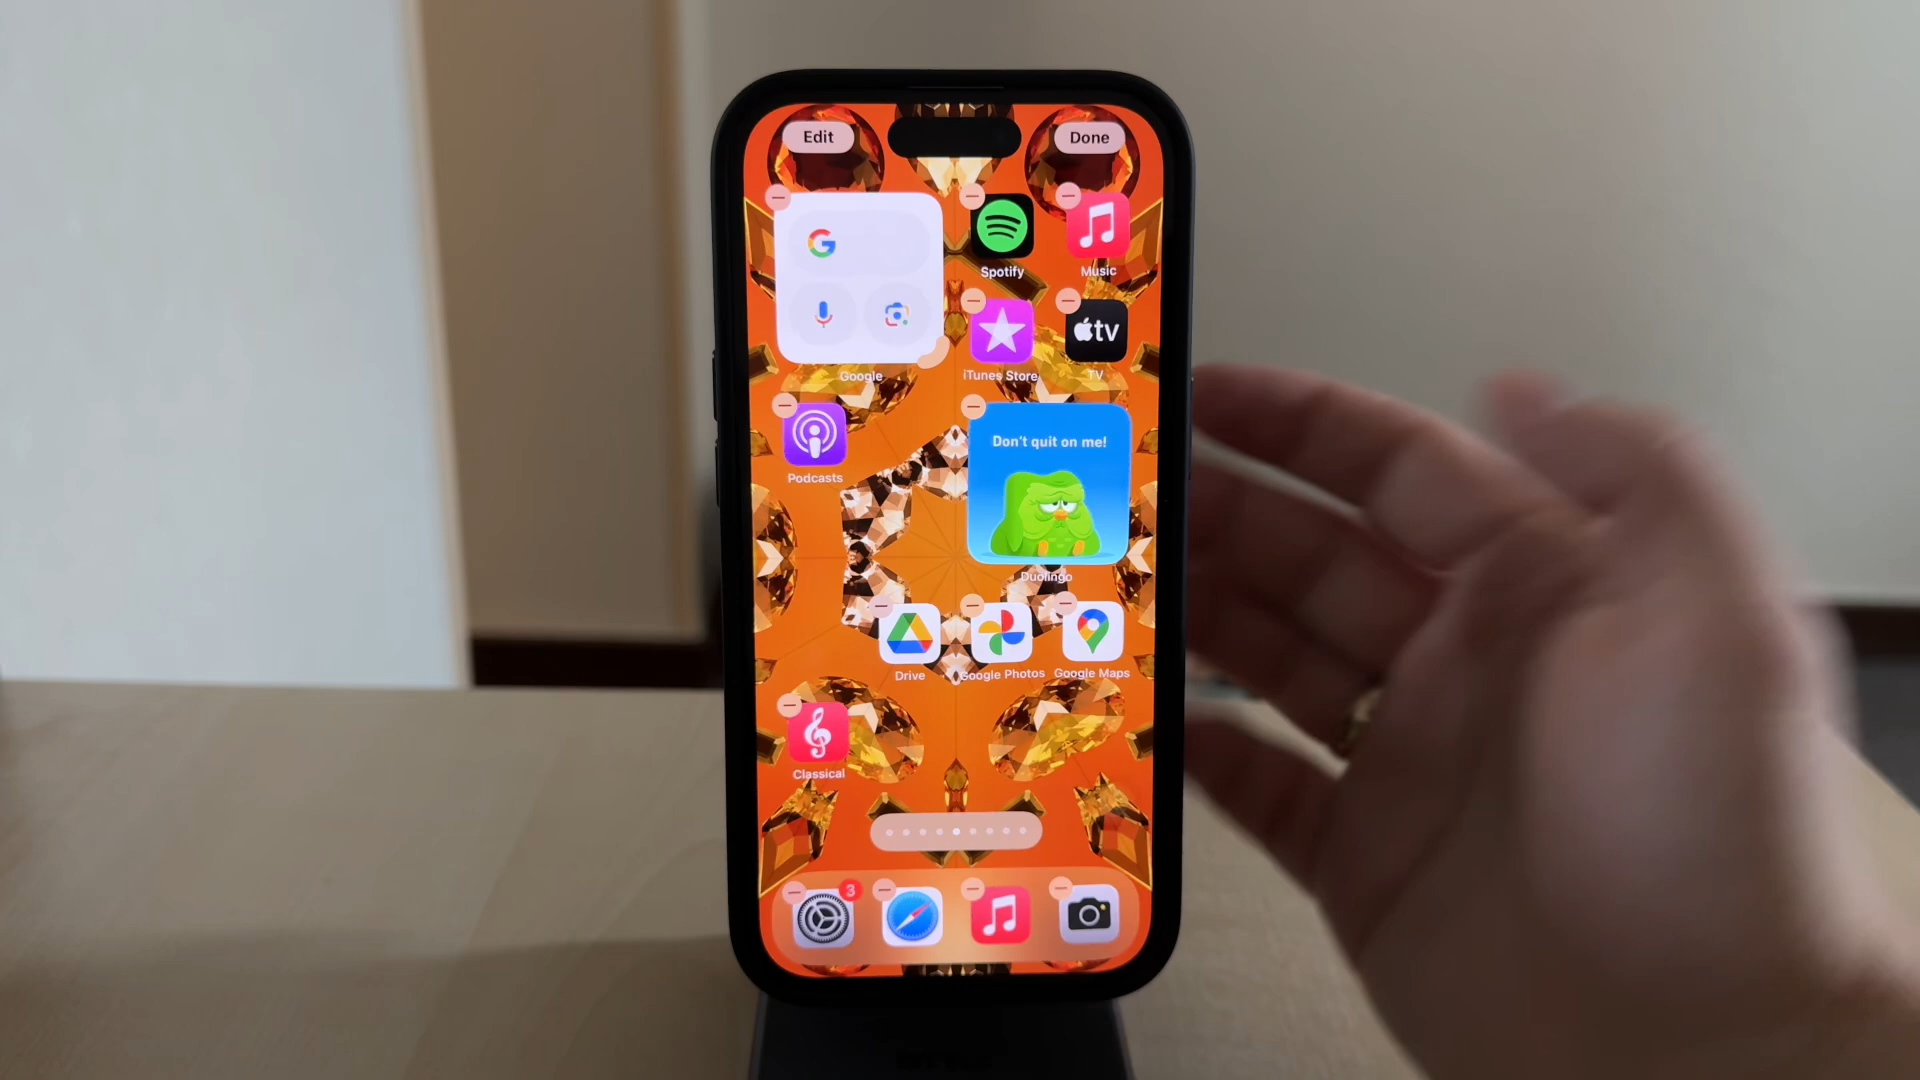 Edit
Done
Spotify
Music
Google
iTunes Store
tv
TV
Podcasts
Don't quit on me!
Duolingo
Drive
Google Photos
Google Maps
Classical
3